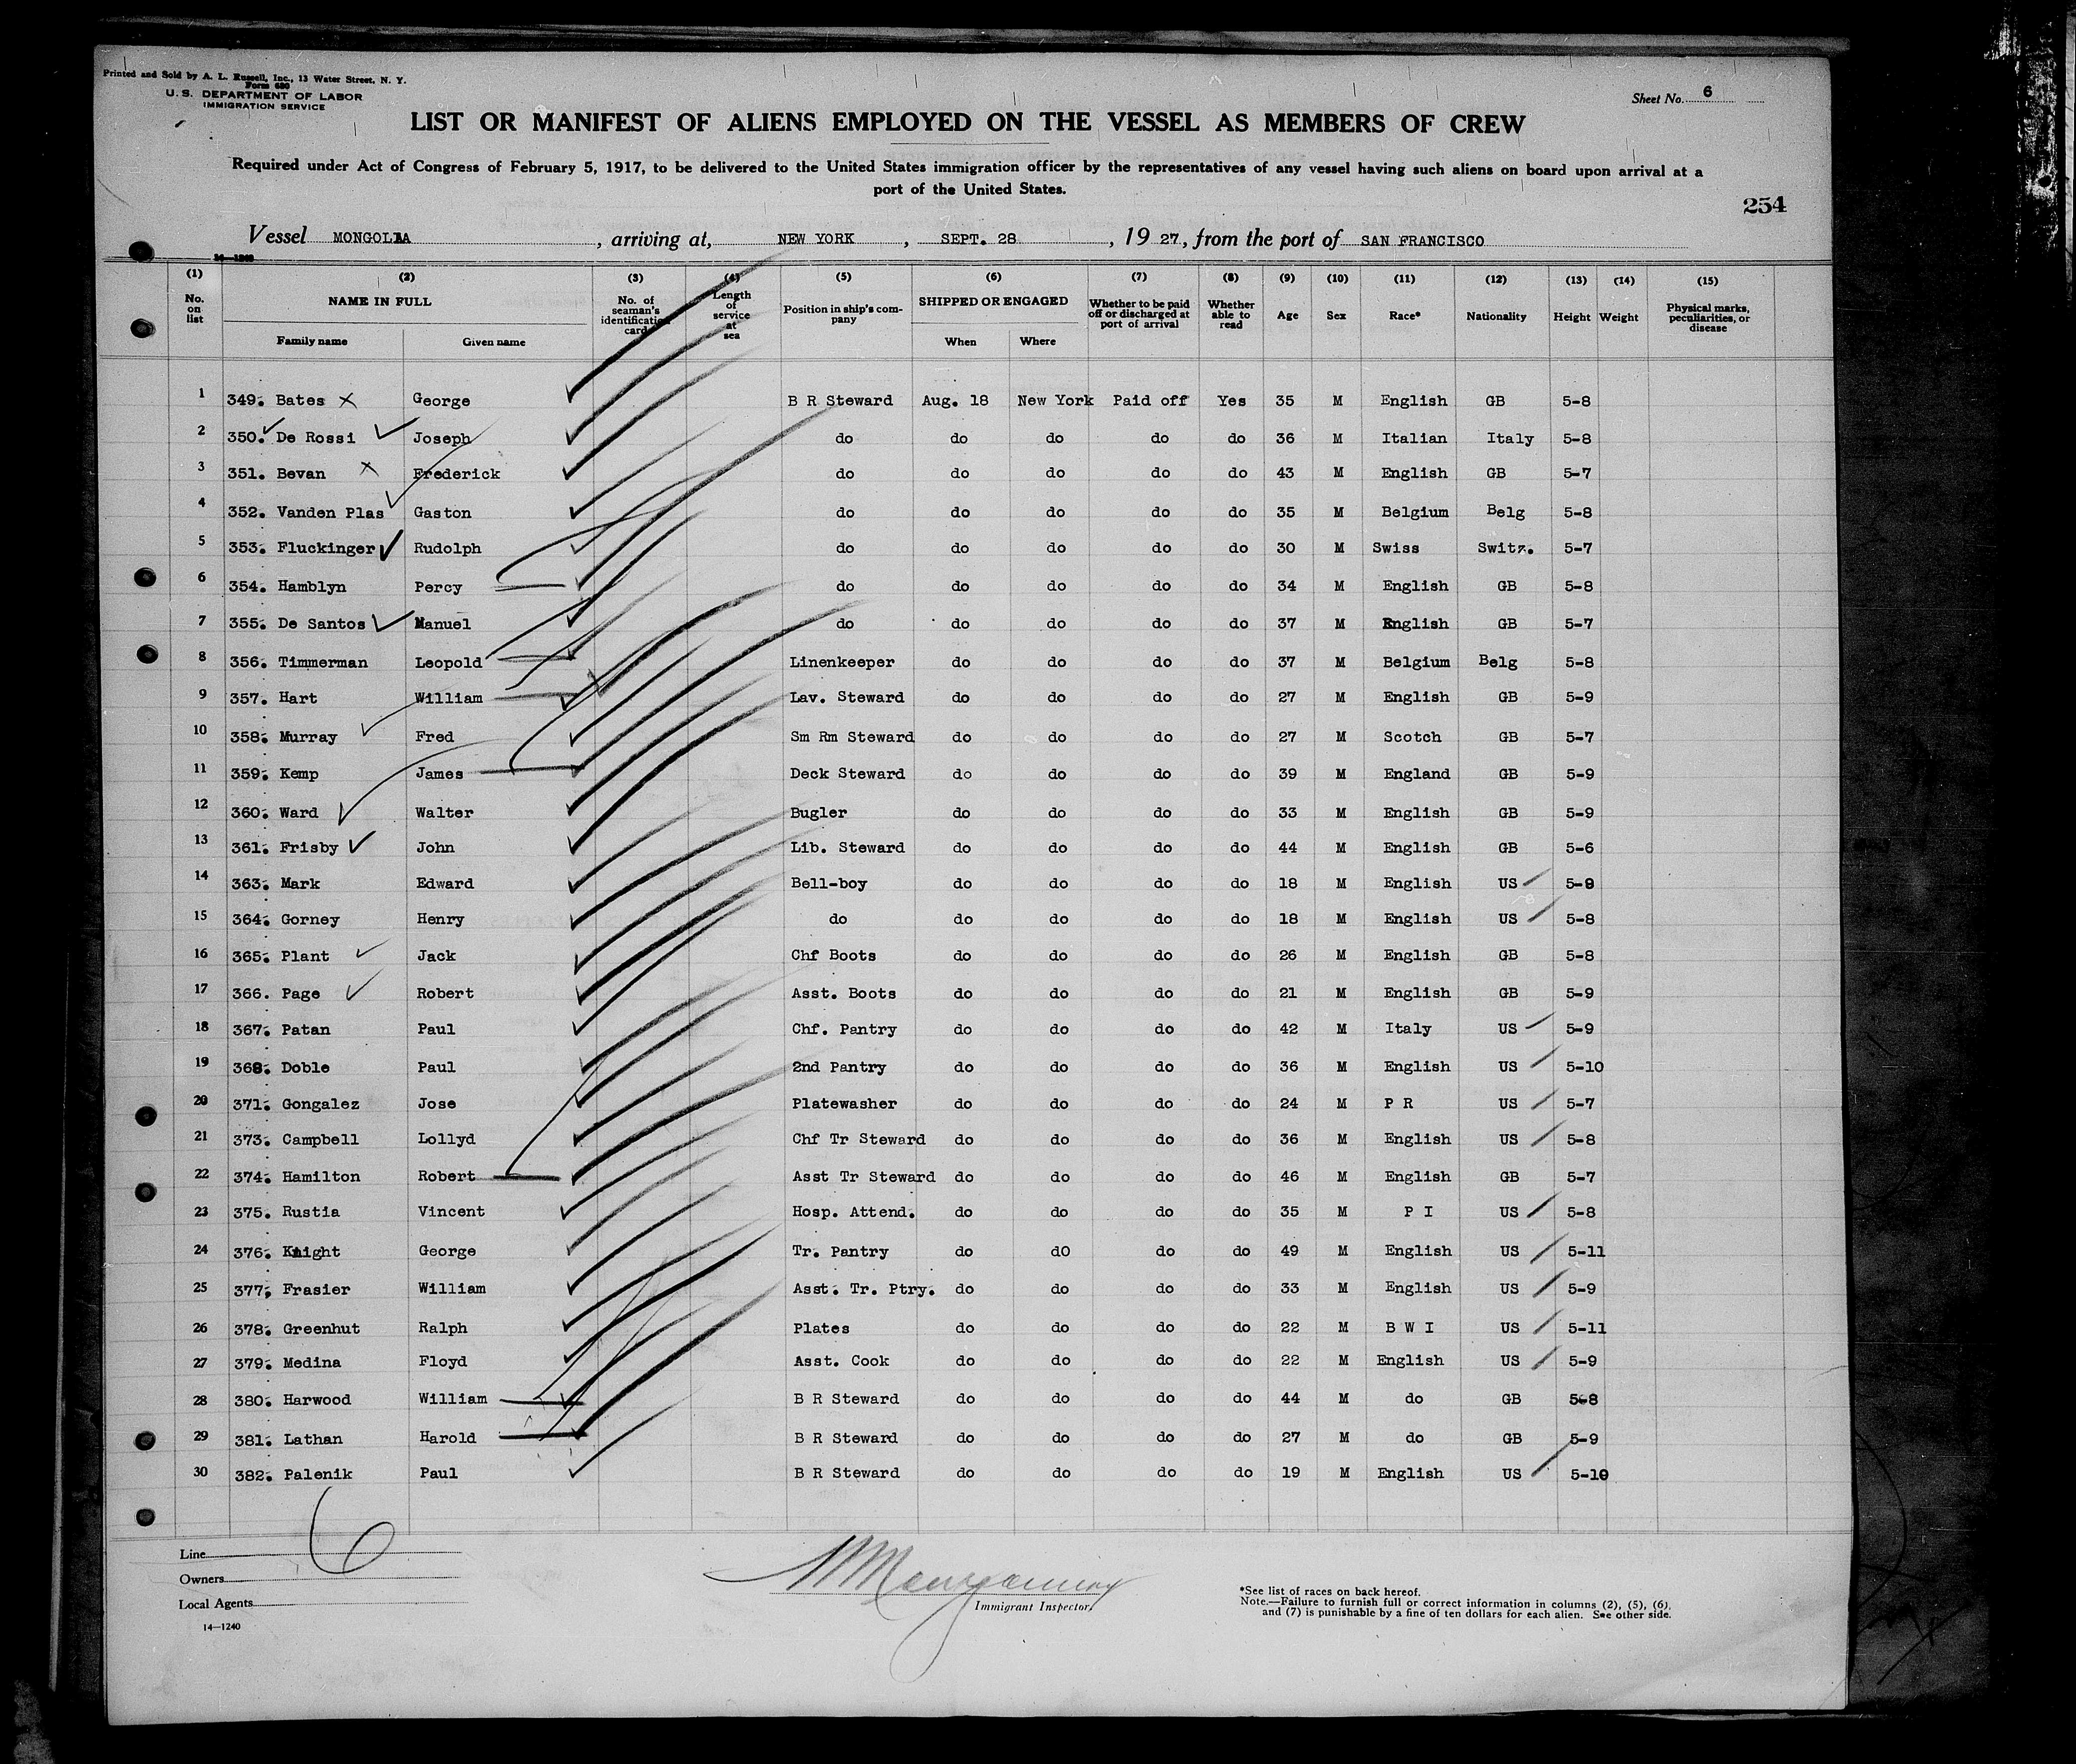 Printed and Sold by A. L. Russell, Inc., 13 Water Street, N. Y.
Form 680
U. S. DEPARTMENT OF LABOR
IMMIGRATION SERVICE
Sheet No. 6
LIST OR MANIFEST OF ALIENS EMPLOYED ON THE VESSEL AS MEMBERS OF CREW
Required under Act of Congress of February 5, 1917, to be delivered to the United States immigration officer by the representatives of any vessel having such aliens on board upon arrival at a
port of the United States.
254
Vessel MONGOLIA , arriving at, NEW YORK , SEPT. 28 , 19 27, from the port of SAN FRANCISCO
14—1240
(1) (2) (3) (4) (5) (6) (7) (8) (9) (10) (11) (12) (13) (14) (15)
No. on list NAME IN FULL Family name Given name No. of seaman's identification card Length of service at sea Position in ship's company SHIPPED OR ENGAGED When Where Whether to be paid off or discharged at port of arrival Whether able to read Age Sex Race* Nationality Height Weight Physical marks, peculiarities, or disease
1 349. Bates George B R Steward Aug. 18 New York Paid off Yes 35 M English GB 5-8
2 350. De Rossi Joseph do do do do do 36 M Italian Italy 5-8
3 351. Bevan Frederick do do do do do 43 M English GB 5-7
4 352. Vanden Plas Gaston do do do do do 35 M Belgium Belg 5-8
5 353. Fluckinger Rudolph do do do do do 30 M Swiss Switz. 5-7
6 354. Hamblyn Percy do do do do do 34 M English GB 5-8
7 355. De Santos Manuel do do do do do 37 M English GB 5-7
8 356. Timmerman Leopold Linenkeeper do do do do 37 M Belgium Belg 5-8
9 357. Hart William Lav. Steward do do do do 27 M English GB 5-9
10 358. Murray Fred Sm Rm Steward do do do do 27 M Scotch GB 5-7
11 359. Kemp James Deck Steward do do do do 39 M England GB 5-9
12 360. Ward Walter Bugler do do do do 33 M English GB 5-9
13 361. Frisby John Lib. Steward do do do do 44 M English GB 5-6
14 363. Mark Edward Bell-boy do do do do 18 M English US 5-9
15 364. Gorney Henry do do do do do 18 M English US 5-8
16 365. Plant Jack Chf Boots do do do do 26 M English GB 5-8
17 366. Page Robert Asst. Boots do do do do 21 M English GB 5-9
18 367. Patan Paul Chf. Pantry do do do do 42 M Italy US 5-9
19 368. Doble Paul 2nd Pantry do do do do 36 M English US 5-10
20 371. Gongalez Jose Platewasher do do do do 24 M P R US 5-7
21 373. Campbell Lollyd Chf Tr Steward do do do do 36 M English US 5-8
22 374. Hamilton Robert Asst Tr Steward do do do do 46 M English GB 5-7
23 375. Rustia Vincent Hosp. Attend. do do do do 35 M P I US 5-8
24 376. Knight George Tr. Pantry do dO do do 49 M English US 5-11
25 377. Frasier William Asst. Tr. Ptry. do do do do 33 M English US 5-9
26 378. Greenhut Ralph Plates do do do do 22 M B W I US 5-11
27 379. Medina Floyd Asst. Cook do do do do 22 M English US 5-9
28 380. Harwood William B R Steward do do do do 44 M do GB 5-8
29 381. Lathan Harold B R Steward do do do do 27 M do GB 5-9
30 382. Palenik Paul B R Steward do do do do 19 M English US 5-10
6
Line
Owners
Local Agents
14—1240
Immigrant Inspector.
*See list of races on back hereof.
Note.—Failure to furnish full or correct information in columns (2), (5), (6),
and (7) is punishable by a fine of ten dollars for each alien. See other side.